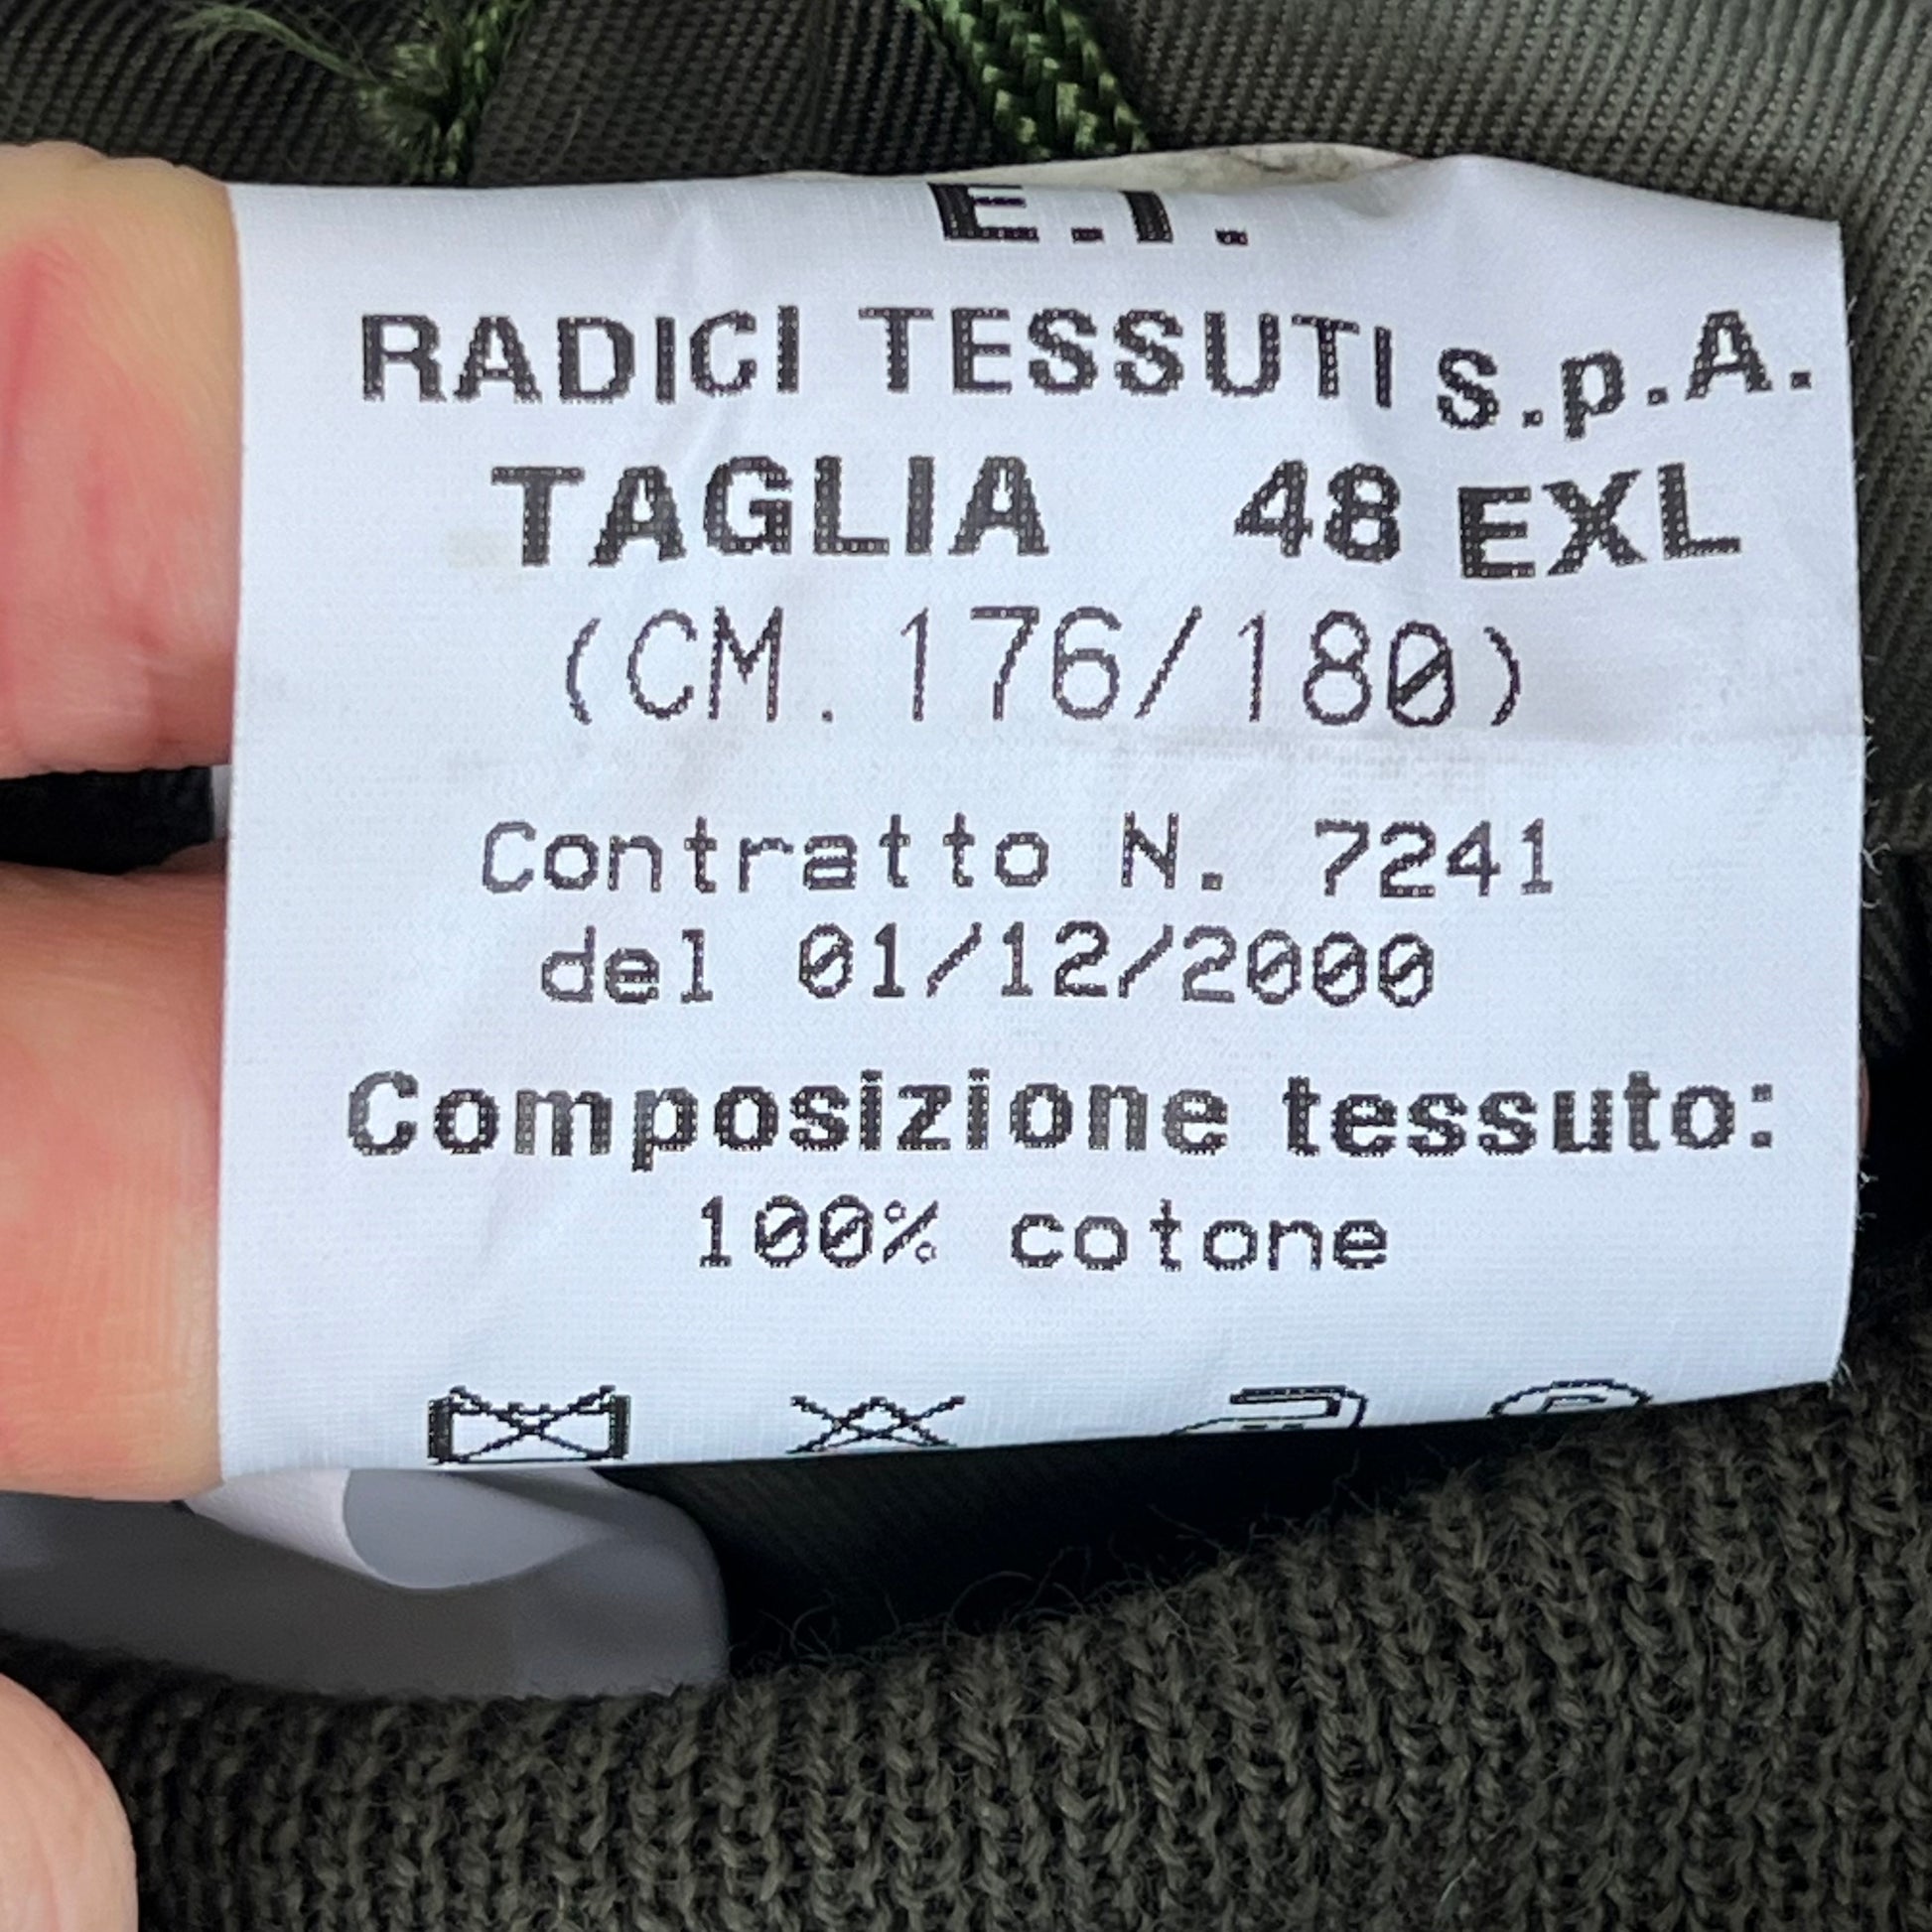 E.I.
RADICI TESSUTI S.p.A.
TAGLIA 48 EXL
(CM. 176/180)
Contratto N. 7241
del 01/12/2000
Composizione tessuto:
100% cotone